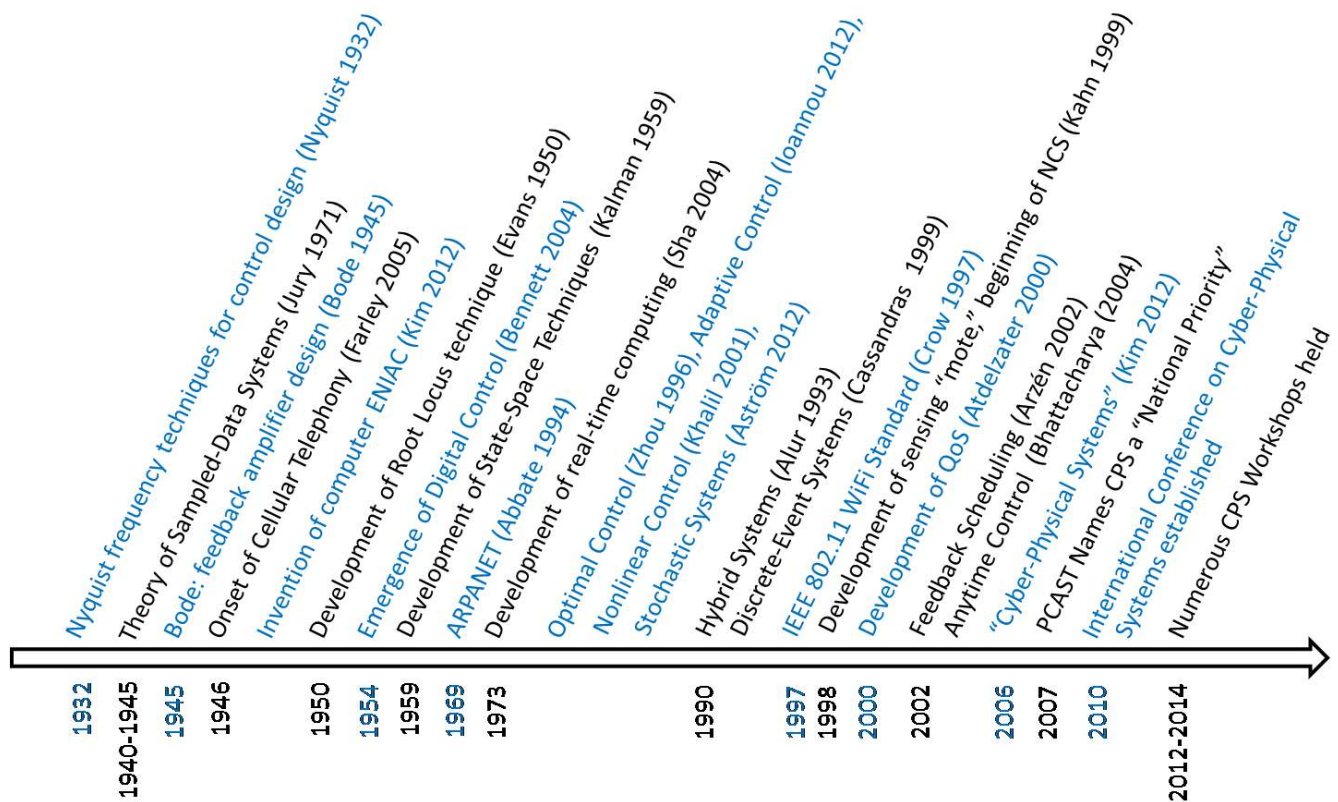 Nyquist frequency techniques for control design (Nyquist 1932)
Theory of Sampled-Data Systems (Jury 1971)
Bode: feedback amplifier design (Bode 1945)
Onset of Cellular Telephony (Farley 2005)
Invention of computer ENIAC (Kim 2012)
Development of Root Locus technique (Evans 1950)
Emergence of Digital Control (Bennett 2004)
Development of State-Space Techniques (Kalman 1959)
ARPANET (Abbate 1994)
Development of real-time computing (Sha 2004)
Optimal Control (Zhou 1996), Adaptive Control (Ioannou 2012),
Nonlinear Control (Khalil 2001),
Stochastic Systems (Aström 2012)
Hybrid Systems (Alur 1993)
Discrete-Event Systems (Cassandras 1999)
IEEE 802.11 WiFi Standard (Crow 1997)
Development of sensing “mote,” beginning of NCS (Kahn 1999)
Development of QoS (Atdelzater 2000)
Feedback Scheduling (Arzén 2002)
Anytime Control (Bhattacharya (2004)
“Cyber-Physical Systems” (Kim 2012)
PCAST Names CPS a “National Priority”
International Conference on Cyber-Physical
Systems established
Numerous CPS Workshops held
1932
1940-1945
1945
1946
1950
1954
1959
1969
1973
1990
1997
1998
2000
2002
2006
2007
2010
2012-2014